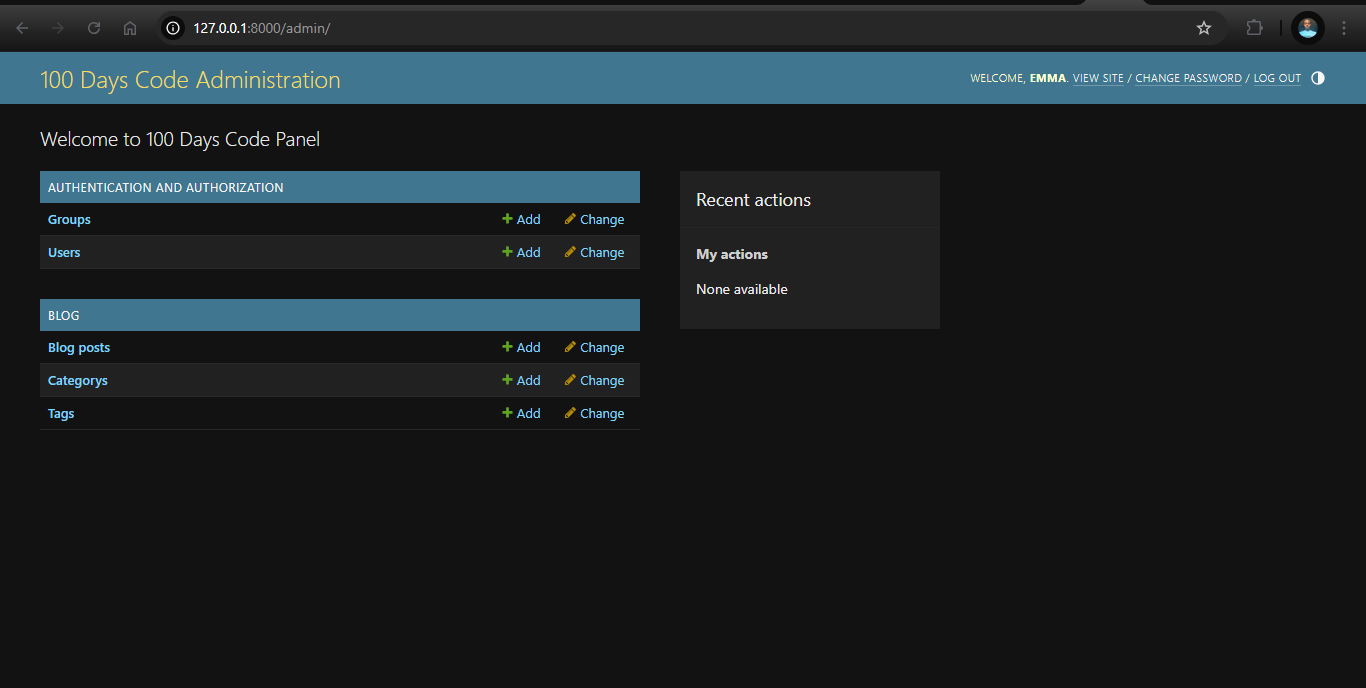 127.0.0.1:8000/admin/
100 Days Code Administration
WELCOME, EMMA. VIEW SITE / CHANGE PASSWORD / LOG OUT
Welcome to 100 Days Code Panel
AUTHENTICATION AND AUTHORIZATION
Groups Add Change
Users Add Change
BLOG
Blog posts Add Change
Categorys Add Change
Tags Add Change
Recent actions
My actions
None available